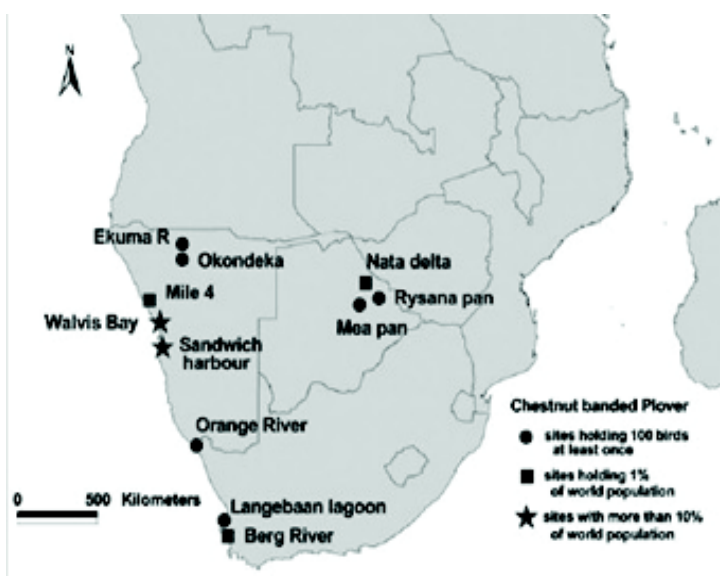 N
Ekuma R
Okondeka
Nata delta
Mile 4
Rysana pan
Walvis Bay
Mea pan
Sandwich
harbour
Chestnut banded Plover
Orange River
sites holding 100 birds
at least once
sites holding 1%
of world population
0 500 Kilometers
Langebaan lagoon
sites with more than 10%
of world population
Berg River